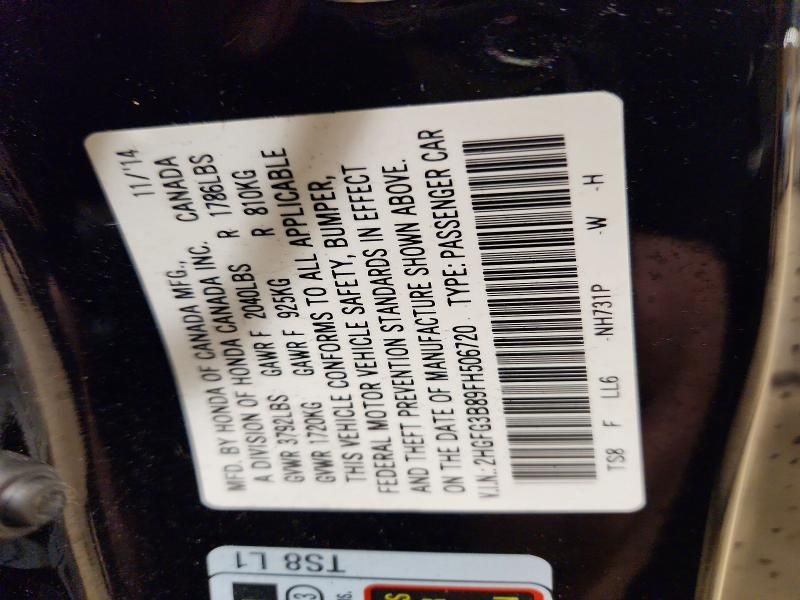 MFD. BY HONDA OF CANADA MFG., 11/'14
A DIVISION OF HONDA CANADA INC. CANADA
GVWR 3792LBS GAWR F 2040LBS R 1786LBS
GVWR 1720KG GAWR F 925KG R 810KG
THIS VEHICLE CONFORMS TO ALL APPLICABLE
FEDERAL MOTOR VEHICLE SAFETY, BUMPER,
AND THEFT PREVENTION STANDARDS IN EFFECT
ON THE DATE OF MANUFACTURE SHOWN ABOVE.
V.I.N.:2HGFG3B89FH506720 TYPE: PASSENGER CAR
TS8 F LL6 -NH731P -W -H
TS8 L1